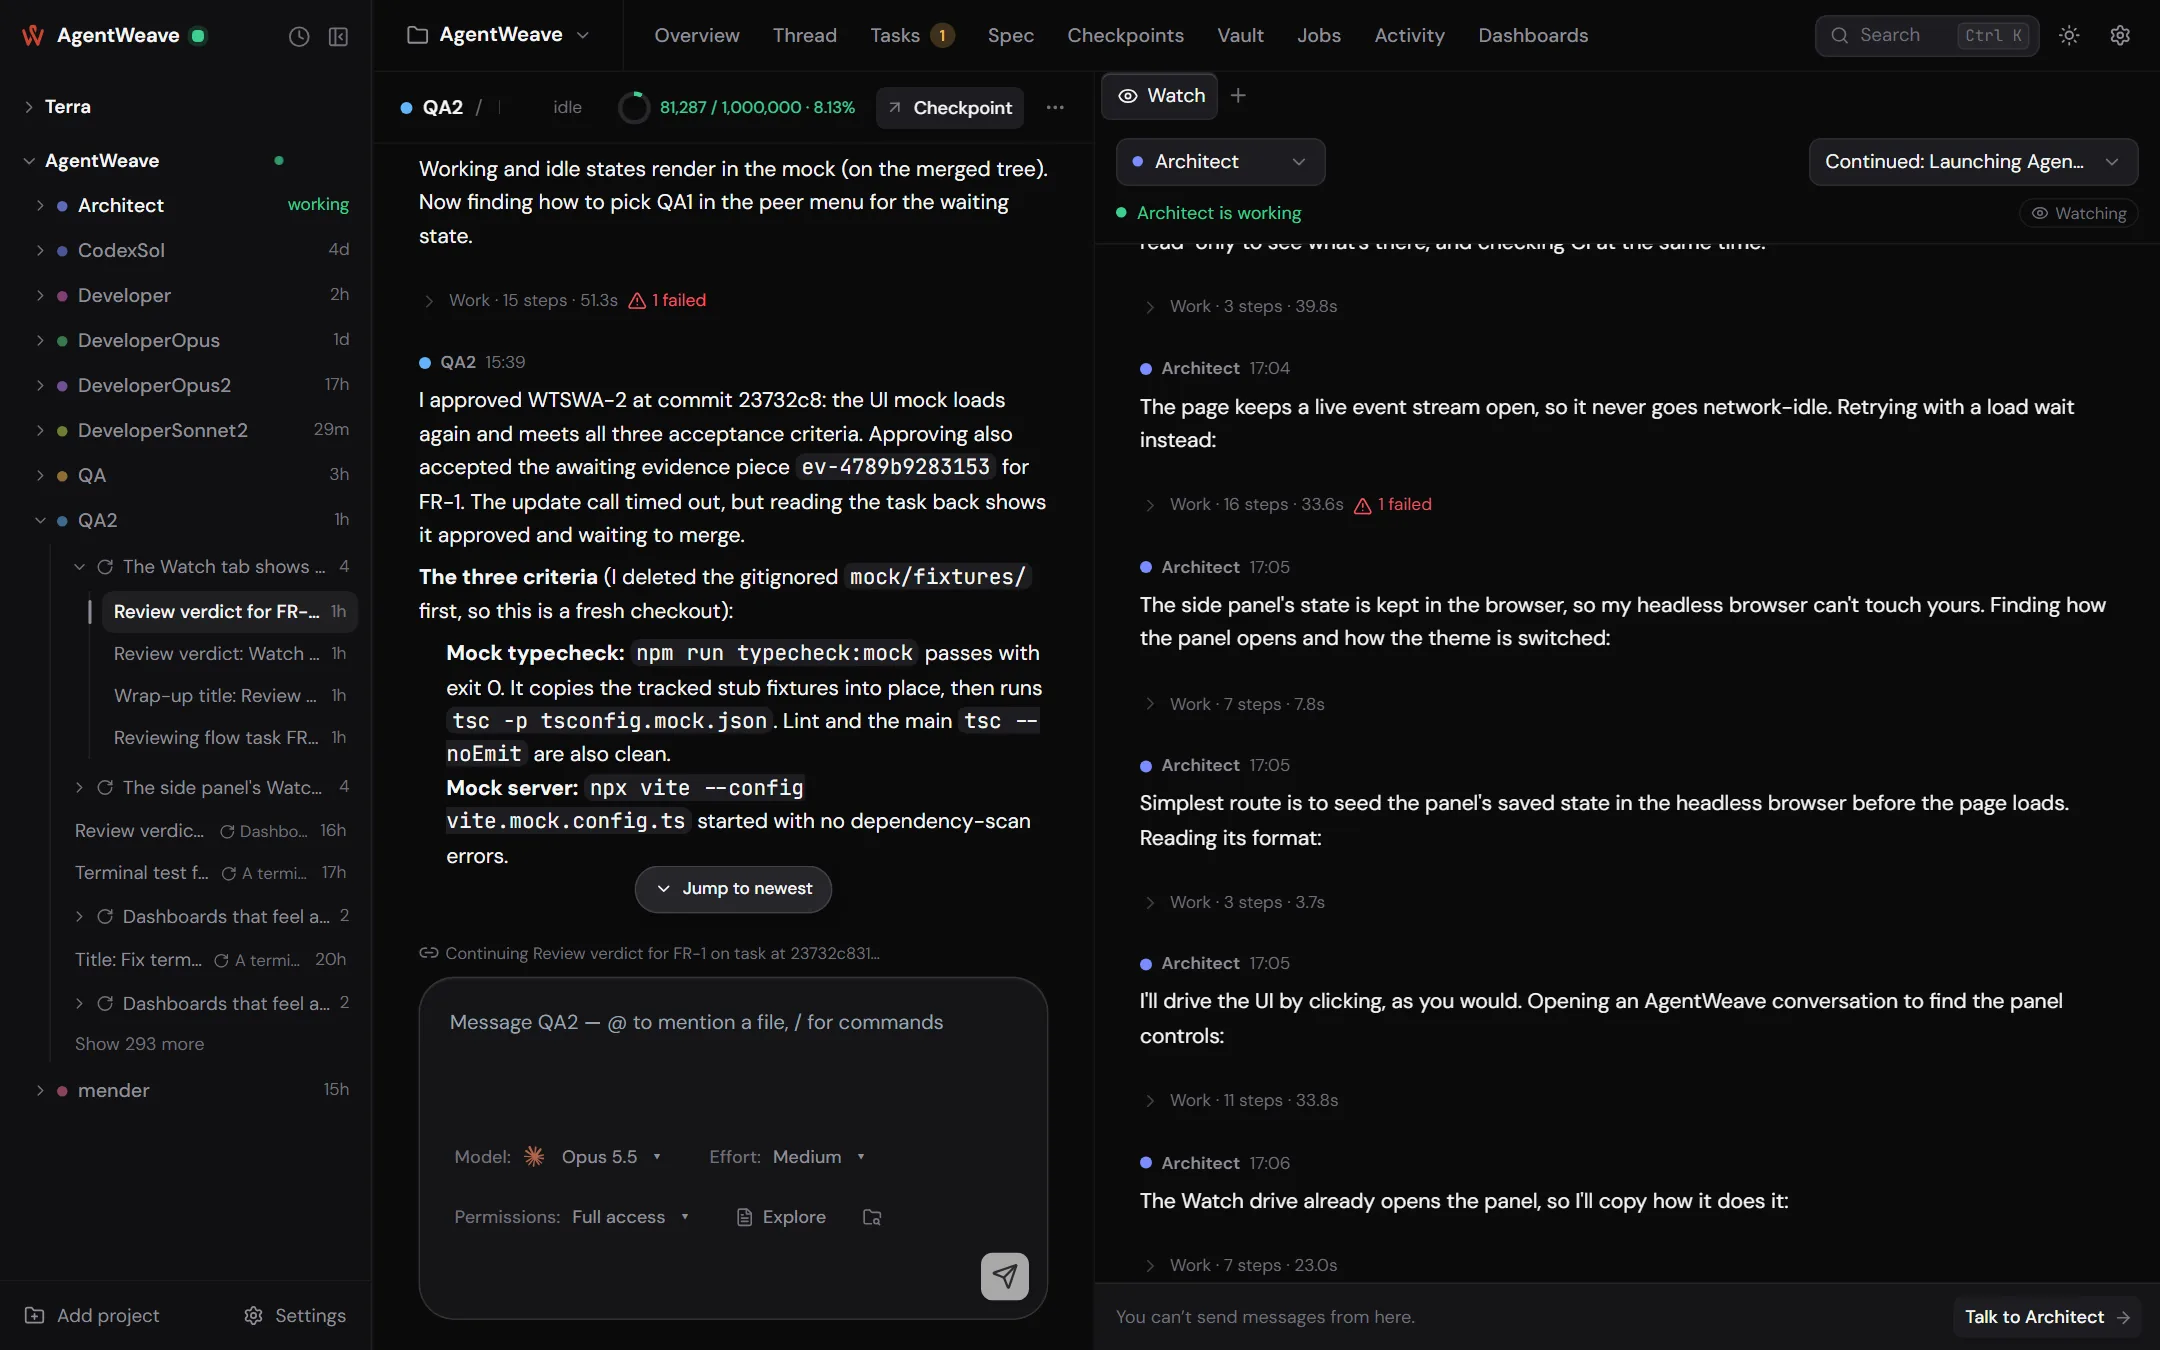 AgentWeave
AgentWeave
Overview
Thread
Tasks 1
Spec
Checkpoints
Vault
Jobs
Activity
Dashboards
Search Ctrl K
Terra
AgentWeave
Architect working
CodexSol 4d
Developer 2h
DeveloperOpus 1d
DeveloperOpus2 17h
DeveloperSonnet2 29m
QA 3h
QA2 1h
The Watch tab shows ... 4
Review verdict for FR-... 1h
Review verdict: Watch ... 1h
Wrap-up title: Review ... 1h
Reviewing flow task FR... 1h
The side panel's Watc... 4
Review verdic... Dashbo... 16h
Terminal test f... A termi... 17h
Dashboards that feel a... 2
Title: Fix term... A termi... 20h
Dashboards that feel a... 2
Show 293 more
mender 15h
Add project
Settings
QA2 /
idle
81,287 / 1,000,000 · 8.13%
Checkpoint
Working and idle states render in the mock (on the merged tree).
Now finding how to pick QA1 in the peer menu for the waiting
state.
Work · 15 steps · 51.3s 1 failed
QA2 15:39
I approved WTSWA-2 at commit 23732c8: the UI mock loads
again and meets all three acceptance criteria. Approving also
accepted the awaiting evidence piece ev-4789b9283153 for
FR-1. The update call timed out, but reading the task back shows
it approved and waiting to merge.
The three criteria (I deleted the gitignored mock/fixtures/
first, so this is a fresh checkout):
Mock typecheck: npm run typecheck:mock passes with
exit 0. It copies the tracked stub fixtures into place, then runs
tsc -p tsconfig.mock.json. Lint and the main tsc --
noEmit are also clean.
Mock server: npx vite --config
vite.mock.config.ts started with no dependency-scan
errors.
Jump to newest
Continuing Review verdict for FR-1 on task at 23732c831...
Message QA2 — @ to mention a file, / for commands
Model: Opus 5.5
Effort: Medium
Permissions: Full access
Explore
Watch
Architect
Continued: Launching Agen...
Architect is working
Watching
read-only to see what's there, and checking CI at the same time.
Work · 3 steps · 39.8s
Architect 17:04
The page keeps a live event stream open, so it never goes network-idle. Retrying with a load wait
instead:
Work · 16 steps · 33.6s 1 failed
Architect 17:05
The side panel's state is kept in the browser, so my headless browser can't touch yours. Finding how
the panel opens and how the theme is switched:
Work · 7 steps · 7.8s
Architect 17:05
Simplest route is to seed the panel's saved state in the headless browser before the page loads.
Reading its format:
Work · 3 steps · 3.7s
Architect 17:05
I'll drive the UI by clicking, as you would. Opening an AgentWeave conversation to find the panel
controls:
Work · 11 steps · 33.8s
Architect 17:06
The Watch drive already opens the panel, so I'll copy how it does it:
Work · 7 steps · 23.0s
You can't send messages from here.
Talk to Architect